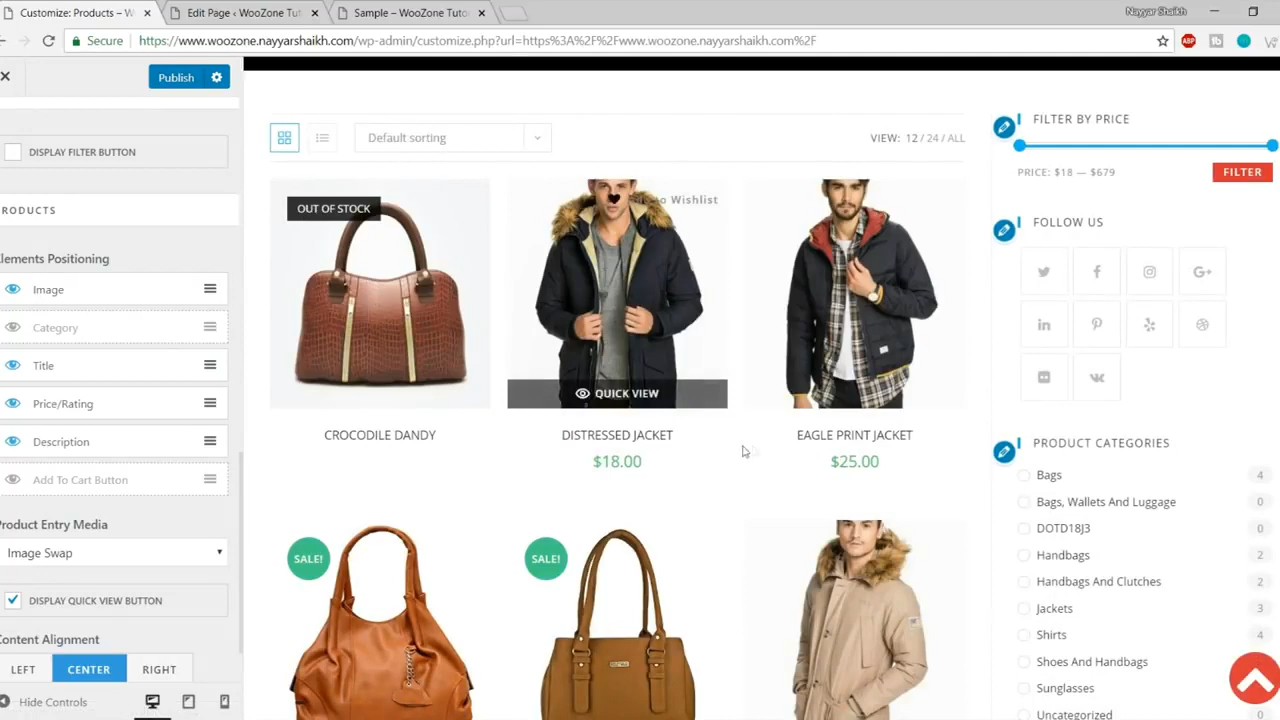 Customize: Products – W
Edit Page ‹ WooZone Tut
Sample – WooZone Tuto
Nayyar Shaikh
Secure
https://www.woozone.nayyarshaikh.com/wp-admin/customize.php?url=https%3A%2F%2Fwww.woozone.nayyarshaikh.com%2F
ABP
Publish
DISPLAY FILTER BUTTON
RODUCTS
lements Positioning
Image
Category
Title
Price/Rating
Description
Add To Cart Button
roduct Entry Media
Image Swap
DISPLAY QUICK VIEW BUTTON
Content Alignment
LEFT CENTER RIGHT
Hide Controls
Default sorting
VIEW: 12 / 24 / ALL
OUT OF STOCK
to Wishlist
QUICK VIEW
CROCODILE DANDY
DISTRESSED JACKET
$18.00
EAGLE PRINT JACKET
$25.00
SALE!
SALE!
FILTER BY PRICE
PRICE: $18 — $679
FILTER
FOLLOW US
PRODUCT CATEGORIES
Bags 4
Bags, Wallets And Luggage 0
DOTD18J3 0
Handbags 2
Handbags And Clutches 2
Jackets 3
Shirts 4
Shoes And Handbags 2
Sunglasses 2
Uncategorized 0